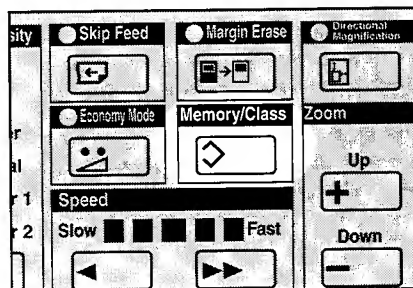 sity
Skip Feed
Margin Erase
Directional
Magnification
Economy Mode
Memory/Class
Zoom
er
al
r 1
r 2
Up
Speed
Slow
Fast
Down